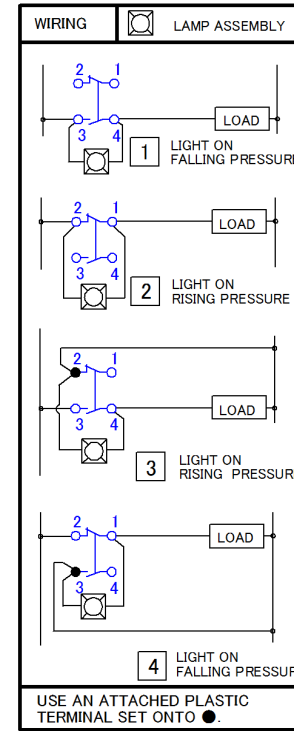 WIRING
LAMP ASSEMBLY
2 1
LOAD
3 4
1 LIGHT ON
FALLING PRESSURE
2 1
LOAD
3 4
2 LIGHT ON
RISING PRESSURE
2 1
LOAD
3 4
3 LIGHT ON
RISING PRESSUR
2 1
LOAD
3 4
4 LIGHT ON
FALLING PRESSUR
USE AN ATTACHED PLASTIC
TERMINAL SET ONTO ●.